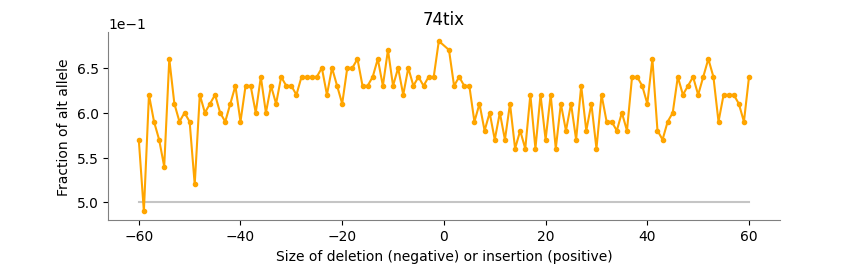 74tix
1e−1
Fraction of alt allele
6.5
6.0
5.5
5.0
−60 −40 −20 0 20 40 60
Size of deletion (negative) or insertion (positive)